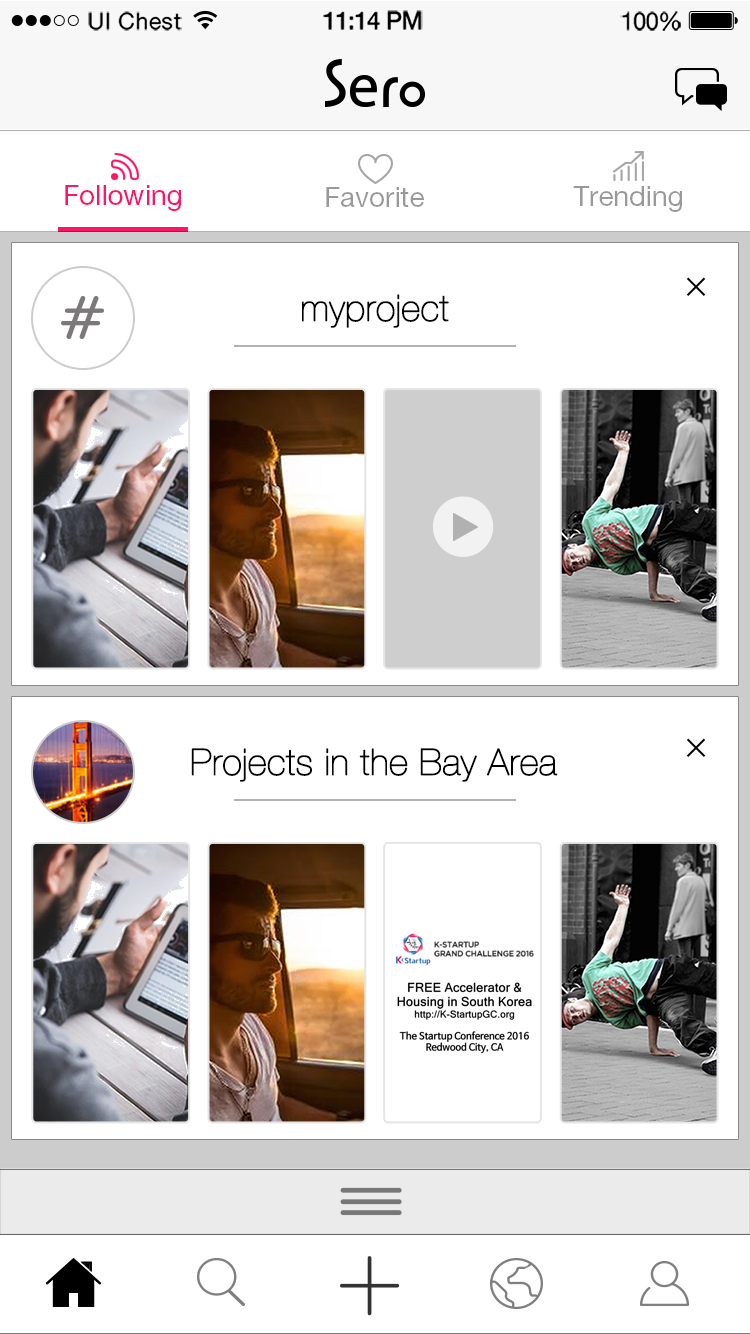 UI Chest 11:14 PM 100%
Sero
Following Favorite Trending
#
myproject
Projects in the Bay Area
K-STARTUP
GRAND CHALLENGE 2016
K-Startup
FREE Accelerator &
Housing in South Korea
http://K-StartupGC.org
The Startup Conference 2016
Redwood City, CA